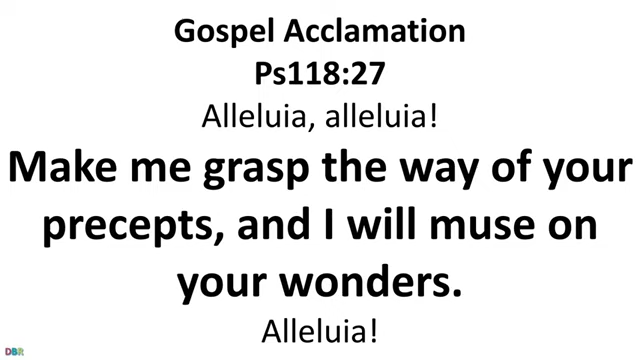 Gospel Acclamation
Ps118:27
Alleluia, alleluia!
Make me grasp the way of your
precepts, and I will muse on
your wonders.
Alleluia!
DBR